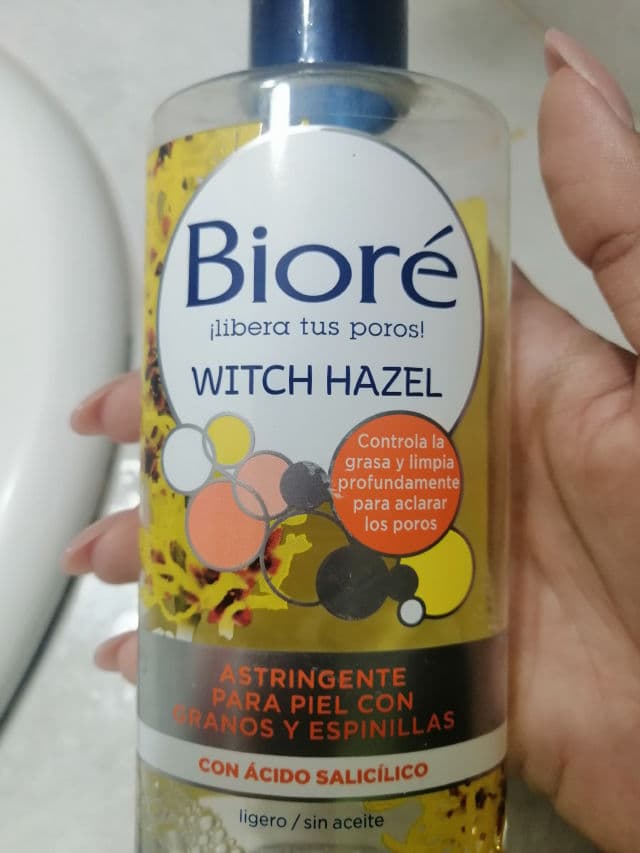 Bioré
¡libera tus poros!
WITCH HAZEL
Controla la
grasa y limpia
profundamente
para aclarar
los poros
ASTRINGENTE
PARA PIEL CON
GRANOS Y ESPINILLAS
CON ÁCIDO SALICÍLICO
ligero / sin aceite